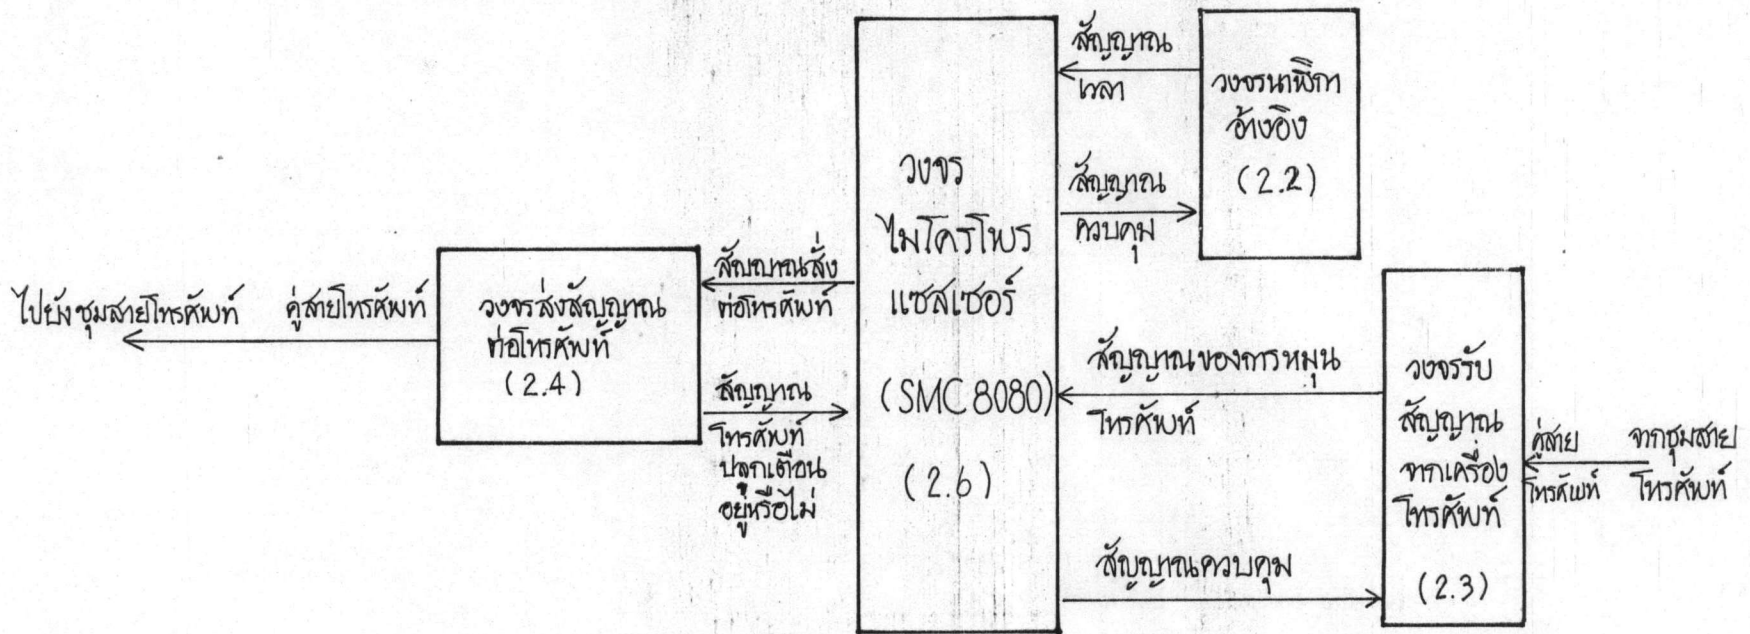 สัญญาณ
เวลา
วงจรนาฬิกา
อ้างอิง
(2.2)
สัญญาณ
ควบคุม
วงจร
ไมโครโพร
แซสเซอร์
(SMC 8080)
(2.6)
ไปยังชุมสายโทรศัพท์
คู่สายโทรศัพท์
วงจรส่งสัญญาณ
ต่อโทรศัพท์
(2.4)
สัญญาณสั่ง
ต่อโทรศัพท์
สัญญาณ
โทรศัพท์
ปลุกเตือน
อยู่หรือไม่
สัญญาณของการหมุน
โทรศัพท์
สัญญาณควบคุม
วงจรรับ
สัญญาณ
จากเครื่อง
โทรศัพท์
(2.3)
คู่สาย
โทรศัพท์
จากชุมสาย
โทรศัพท์